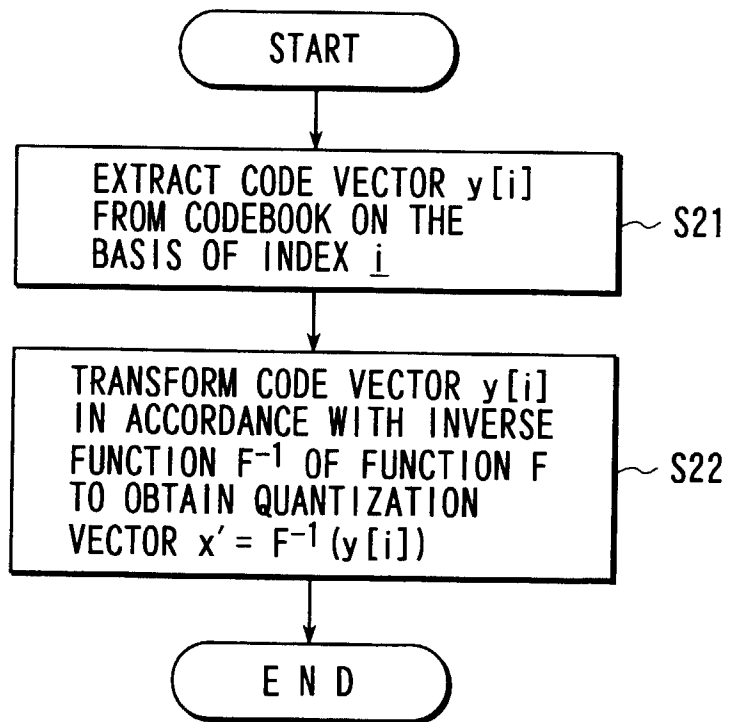 START
EXTRACT CODE VECTOR y[i]
FROM CODEBOOK ON THE
BASIS OF INDEX i
S21
TRANSFORM CODE VECTOR y[i]
IN ACCORDANCE WITH INVERSE
FUNCTION F⁻¹ OF FUNCTION F
TO OBTAIN QUANTIZATION
VECTOR x′ = F⁻¹ (y[i])
S22
END